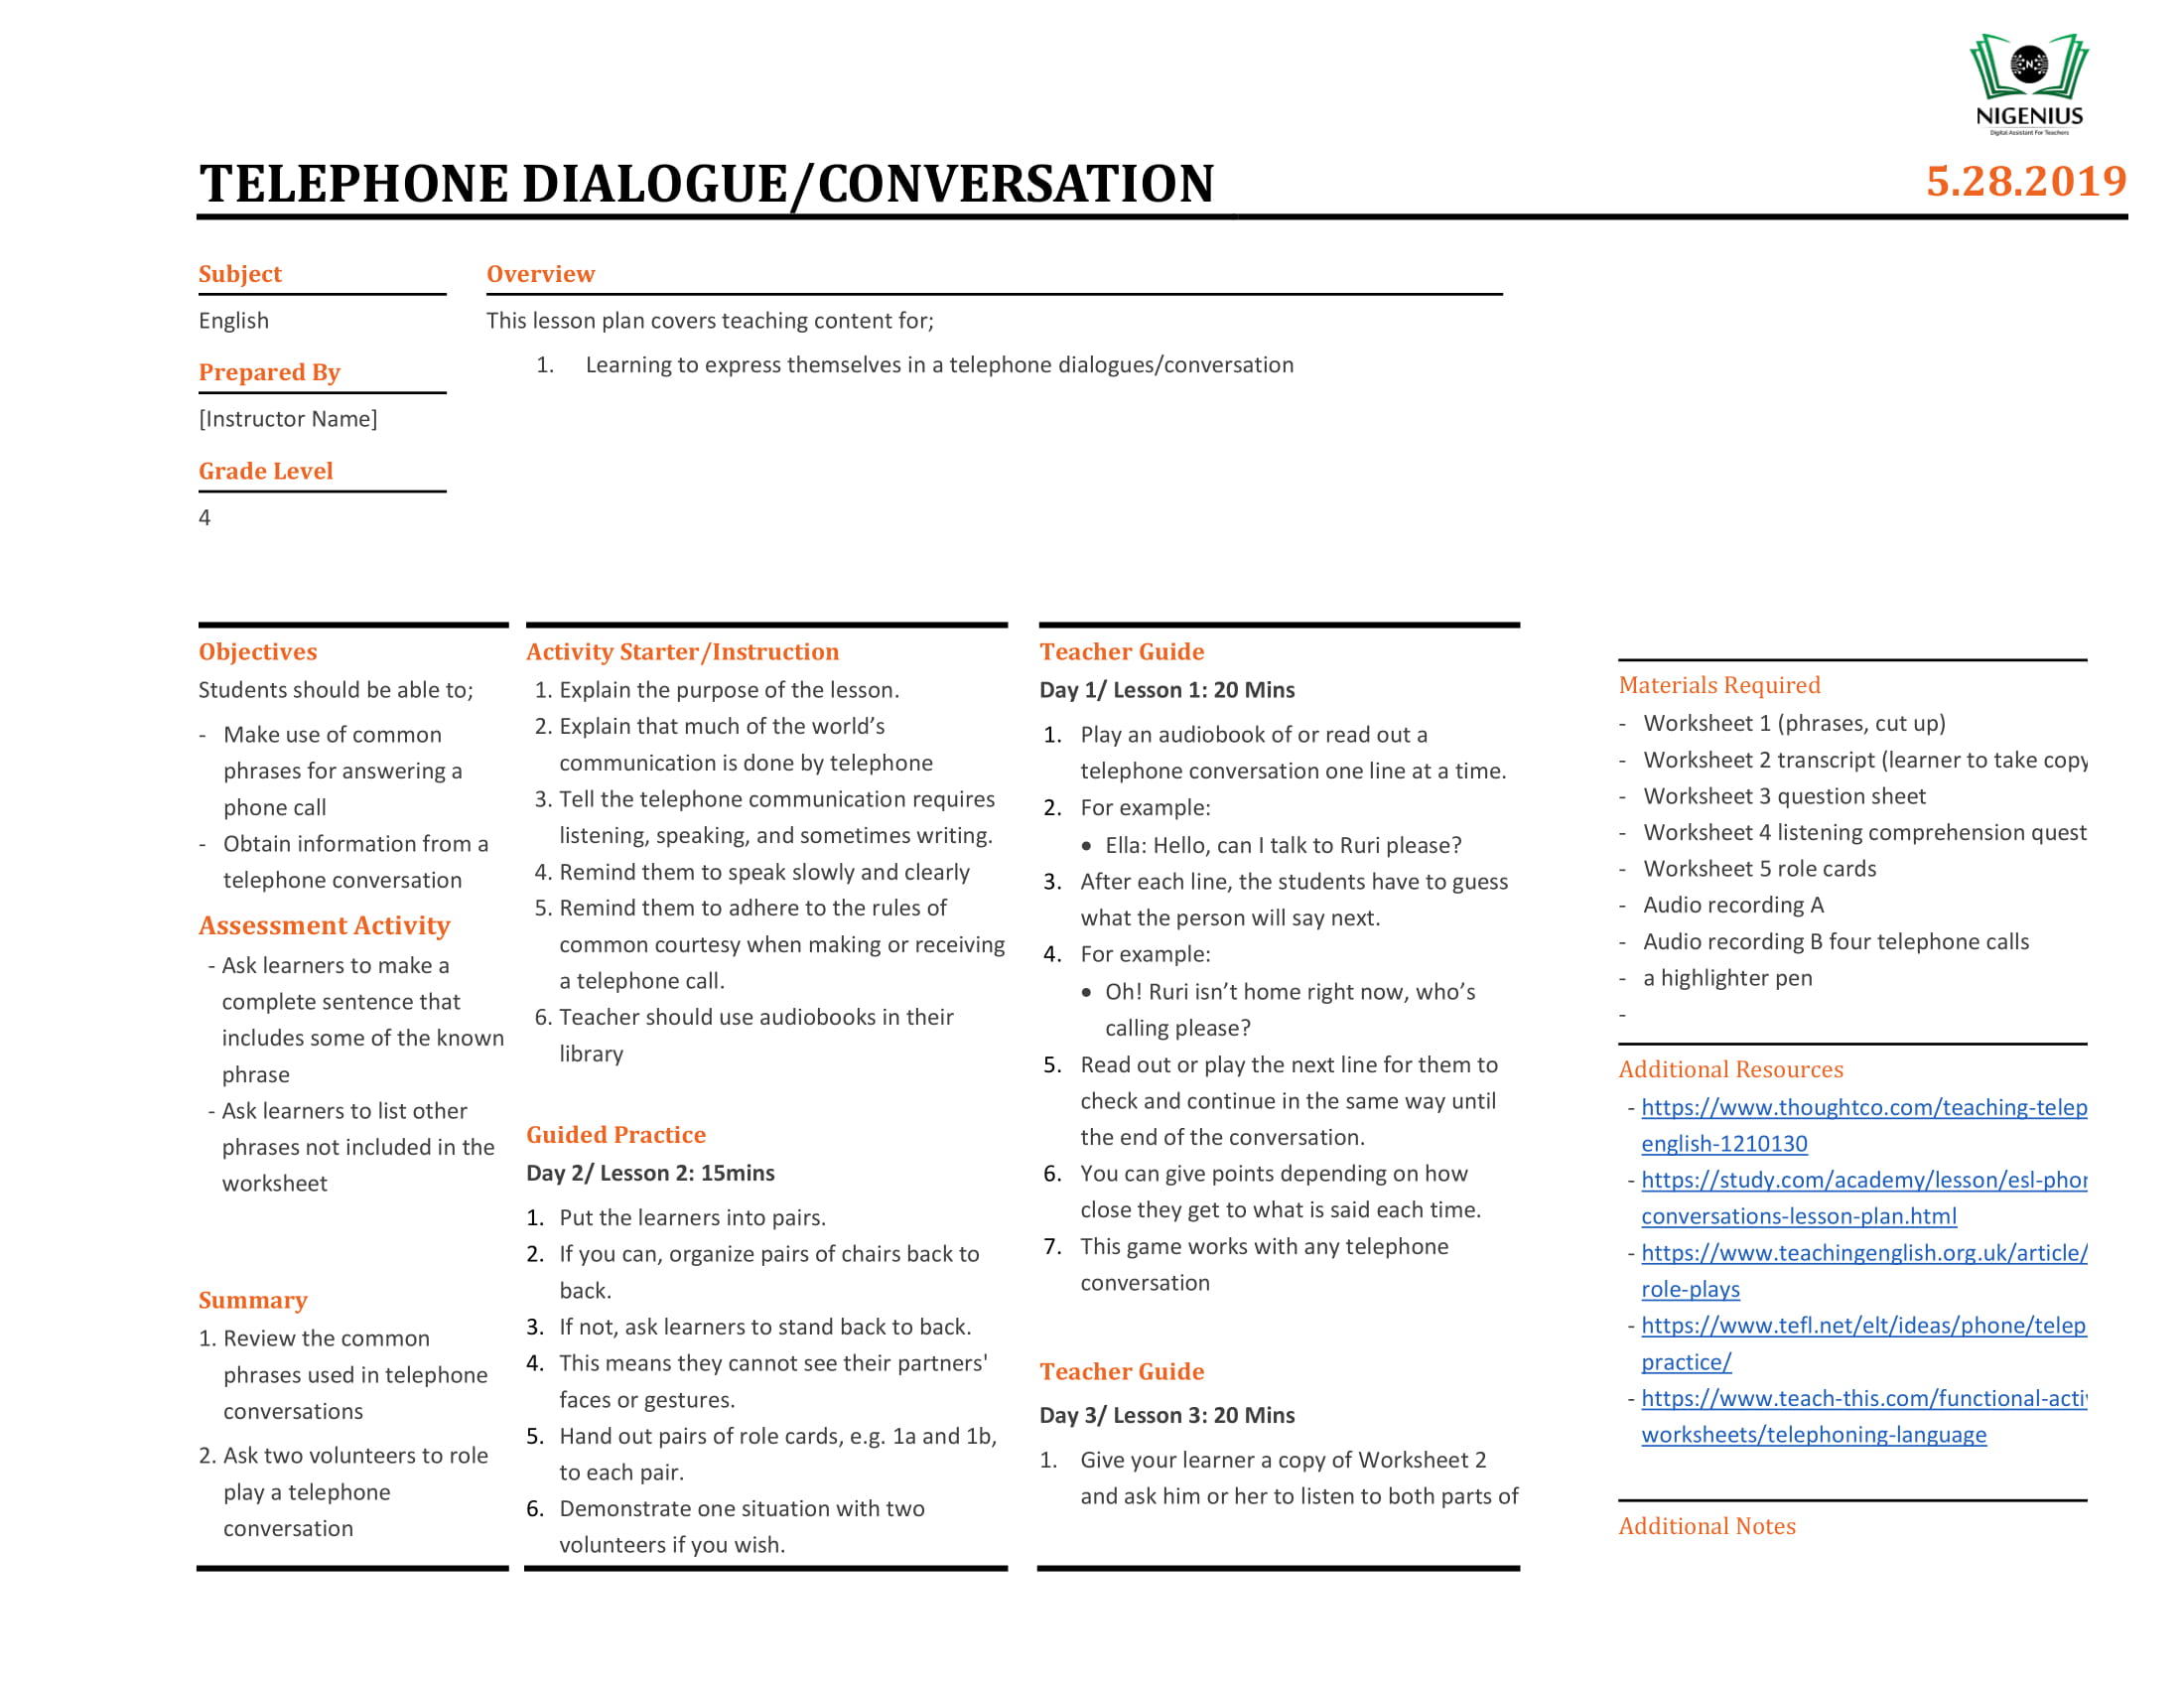 NIGENIUS
Digital Assistant For Teachers
TELEPHONE DIALOGUE/CONVERSATION
5.28.2019
Subject
English
Prepared By
[Instructor Name]
Grade Level
4
Overview
This lesson plan covers teaching content for;
1. Learning to express themselves in a telephone dialogues/conversation
Objectives
Students should be able to;
- Make use of common
phrases for answering a
phone call
- Obtain information from a
telephone conversation
Assessment Activity
- Ask learners to make a
complete sentence that
includes some of the known
phrase
- Ask learners to list other
phrases not included in the
worksheet
Summary
1. Review the common
phrases used in telephone
conversations
2. Ask two volunteers to role
play a telephone
conversation
Activity Starter/Instruction
1. Explain the purpose of the lesson.
2. Explain that much of the world’s
communication is done by telephone
3. Tell the telephone communication requires
listening, speaking, and sometimes writing.
4. Remind them to speak slowly and clearly
5. Remind them to adhere to the rules of
common courtesy when making or receiving
a telephone call.
6. Teacher should use audiobooks in their
library
Guided Practice
Day 2/ Lesson 2: 15mins
1. Put the learners into pairs.
2. If you can, organize pairs of chairs back to
back.
3. If not, ask learners to stand back to back.
4. This means they cannot see their partners'
faces or gestures.
5. Hand out pairs of role cards, e.g. 1a and 1b,
to each pair.
6. Demonstrate one situation with two
volunteers if you wish.
Teacher Guide
Day 1/ Lesson 1: 20 Mins
1. Play an audiobook of or read out a
telephone conversation one line at a time.
2. For example:
• Ella: Hello, can I talk to Ruri please?
3. After each line, the students have to guess
what the person will say next.
4. For example:
• Oh! Ruri isn’t home right now, who’s
calling please?
5. Read out or play the next line for them to
check and continue in the same way until
the end of the conversation.
6. You can give points depending on how
close they get to what is said each time.
7. This game works with any telephone
conversation
Teacher Guide
Day 3/ Lesson 3: 20 Mins
1. Give your learner a copy of Worksheet 2
and ask him or her to listen to both parts of
Materials Required
- Worksheet 1 (phrases, cut up)
- Worksheet 2 transcript (learner to take copy
- Worksheet 3 question sheet
- Worksheet 4 listening comprehension quest
- Worksheet 5 role cards
- Audio recording A
- Audio recording B four telephone calls
- a highlighter pen
-
Additional Resources
- https://www.thoughtco.com/teaching-telep
english-1210130
- https://study.com/academy/lesson/esl-phon
conversations-lesson-plan.html
- https://www.teachingenglish.org.uk/article/
role-plays
- https://www.tefl.net/elt/ideas/phone/telep
practice/
- https://www.teach-this.com/functional-activ
worksheets/telephoning-language
Additional Notes